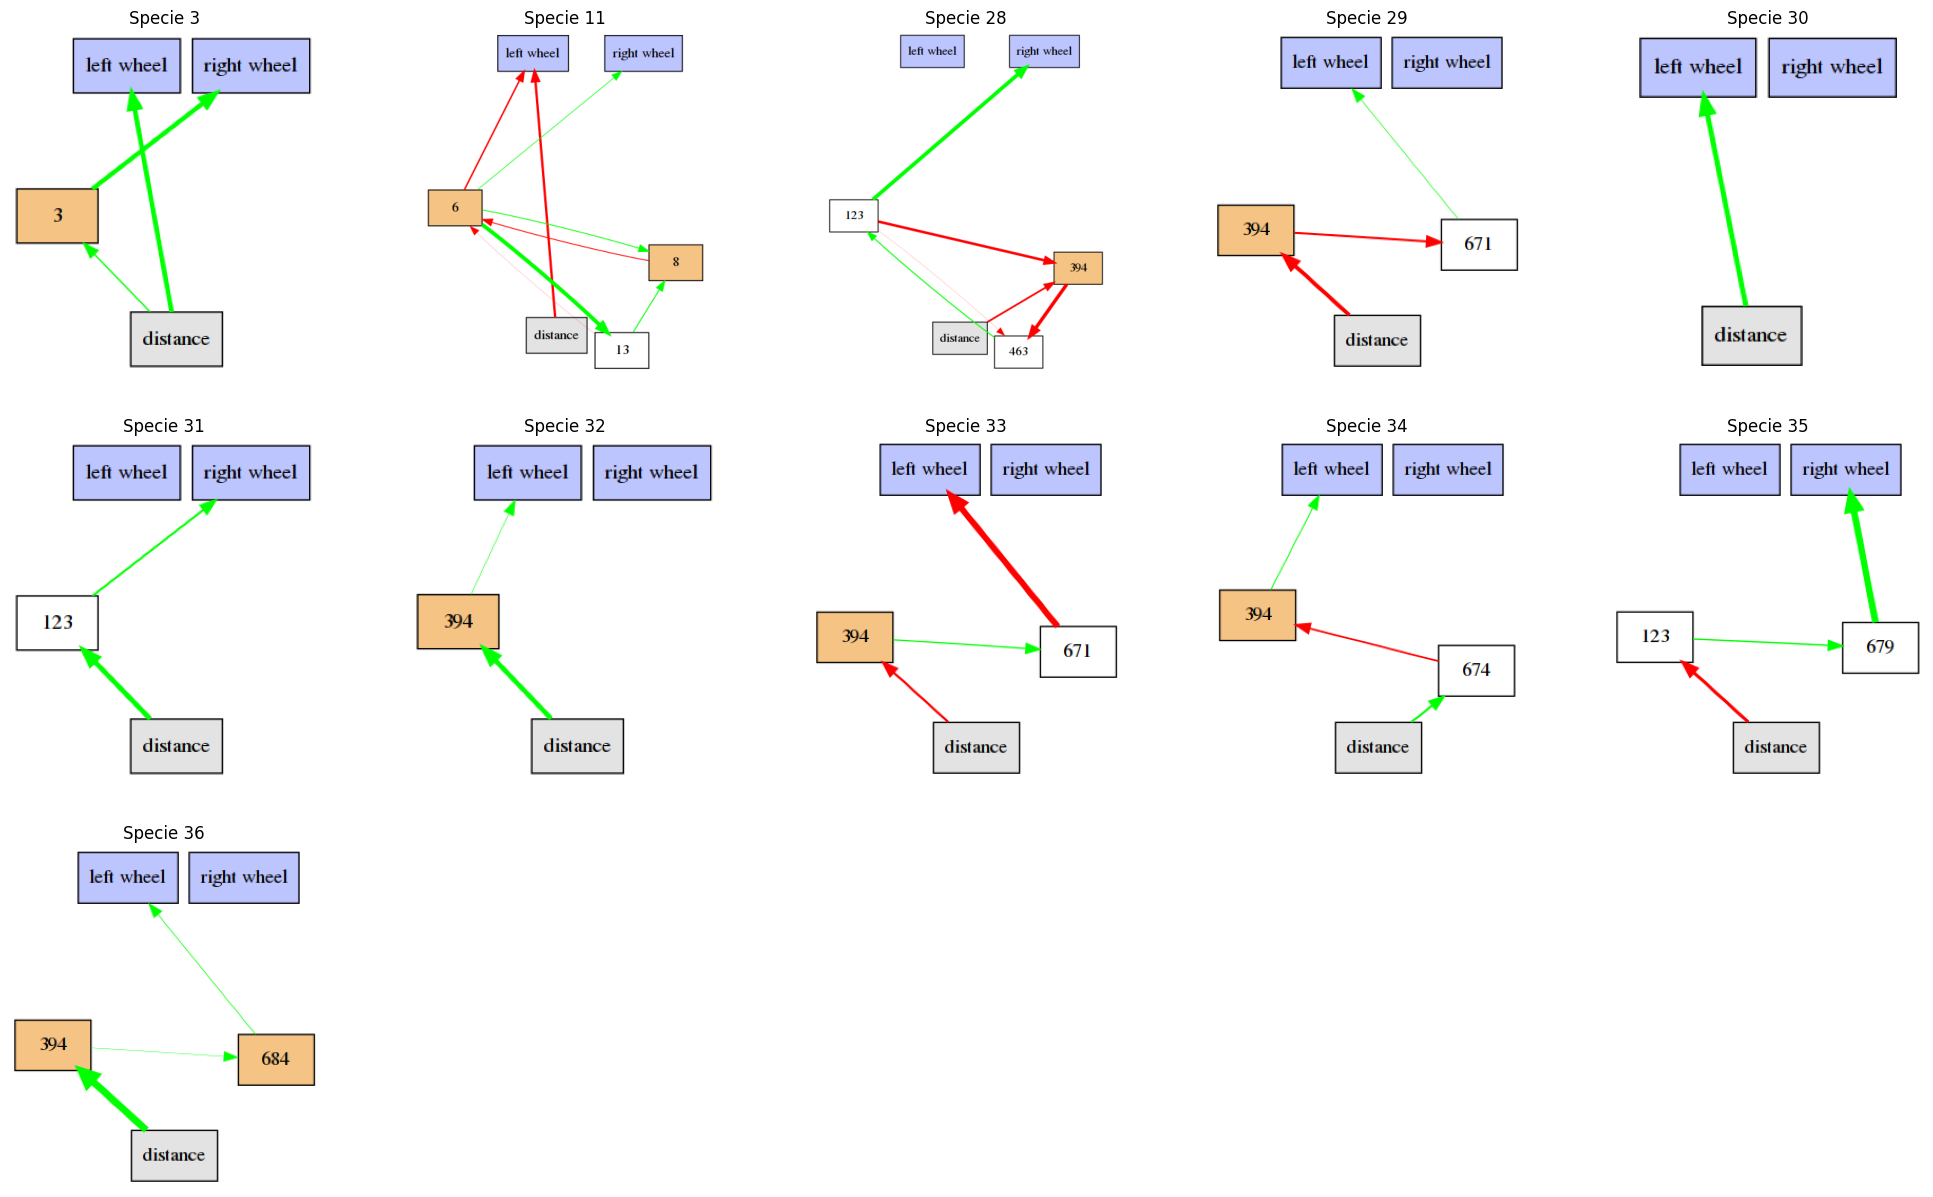 Specie 3
left wheel
right wheel
3
distance
Specie 11
left wheel
right wheel
6
8
distance
13
Specie 28
left wheel
right wheel
123
394
distance
463
Specie 29
left wheel
right wheel
394
671
distance
Specie 30
left wheel
right wheel
distance
Specie 31
left wheel
right wheel
123
distance
Specie 32
left wheel
right wheel
394
distance
Specie 33
left wheel
right wheel
394
671
distance
Specie 34
left wheel
right wheel
394
674
distance
Specie 35
left wheel
right wheel
123
679
distance
Specie 36
left wheel
right wheel
394
684
distance